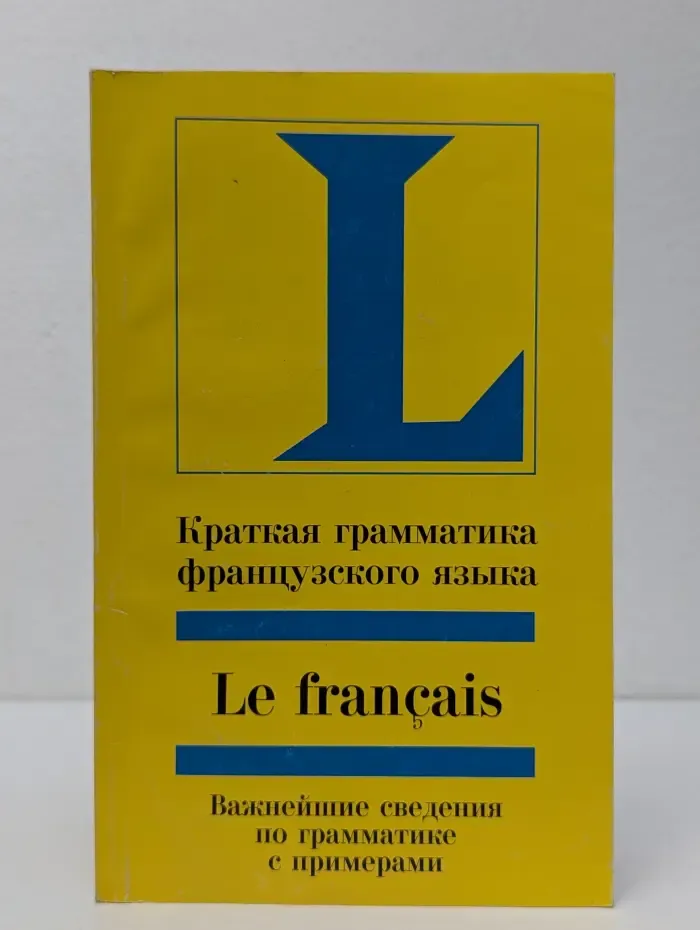 L
Краткая грамматика
французского языка
Le français
Важнейшие сведения
по грамматике
с примерами